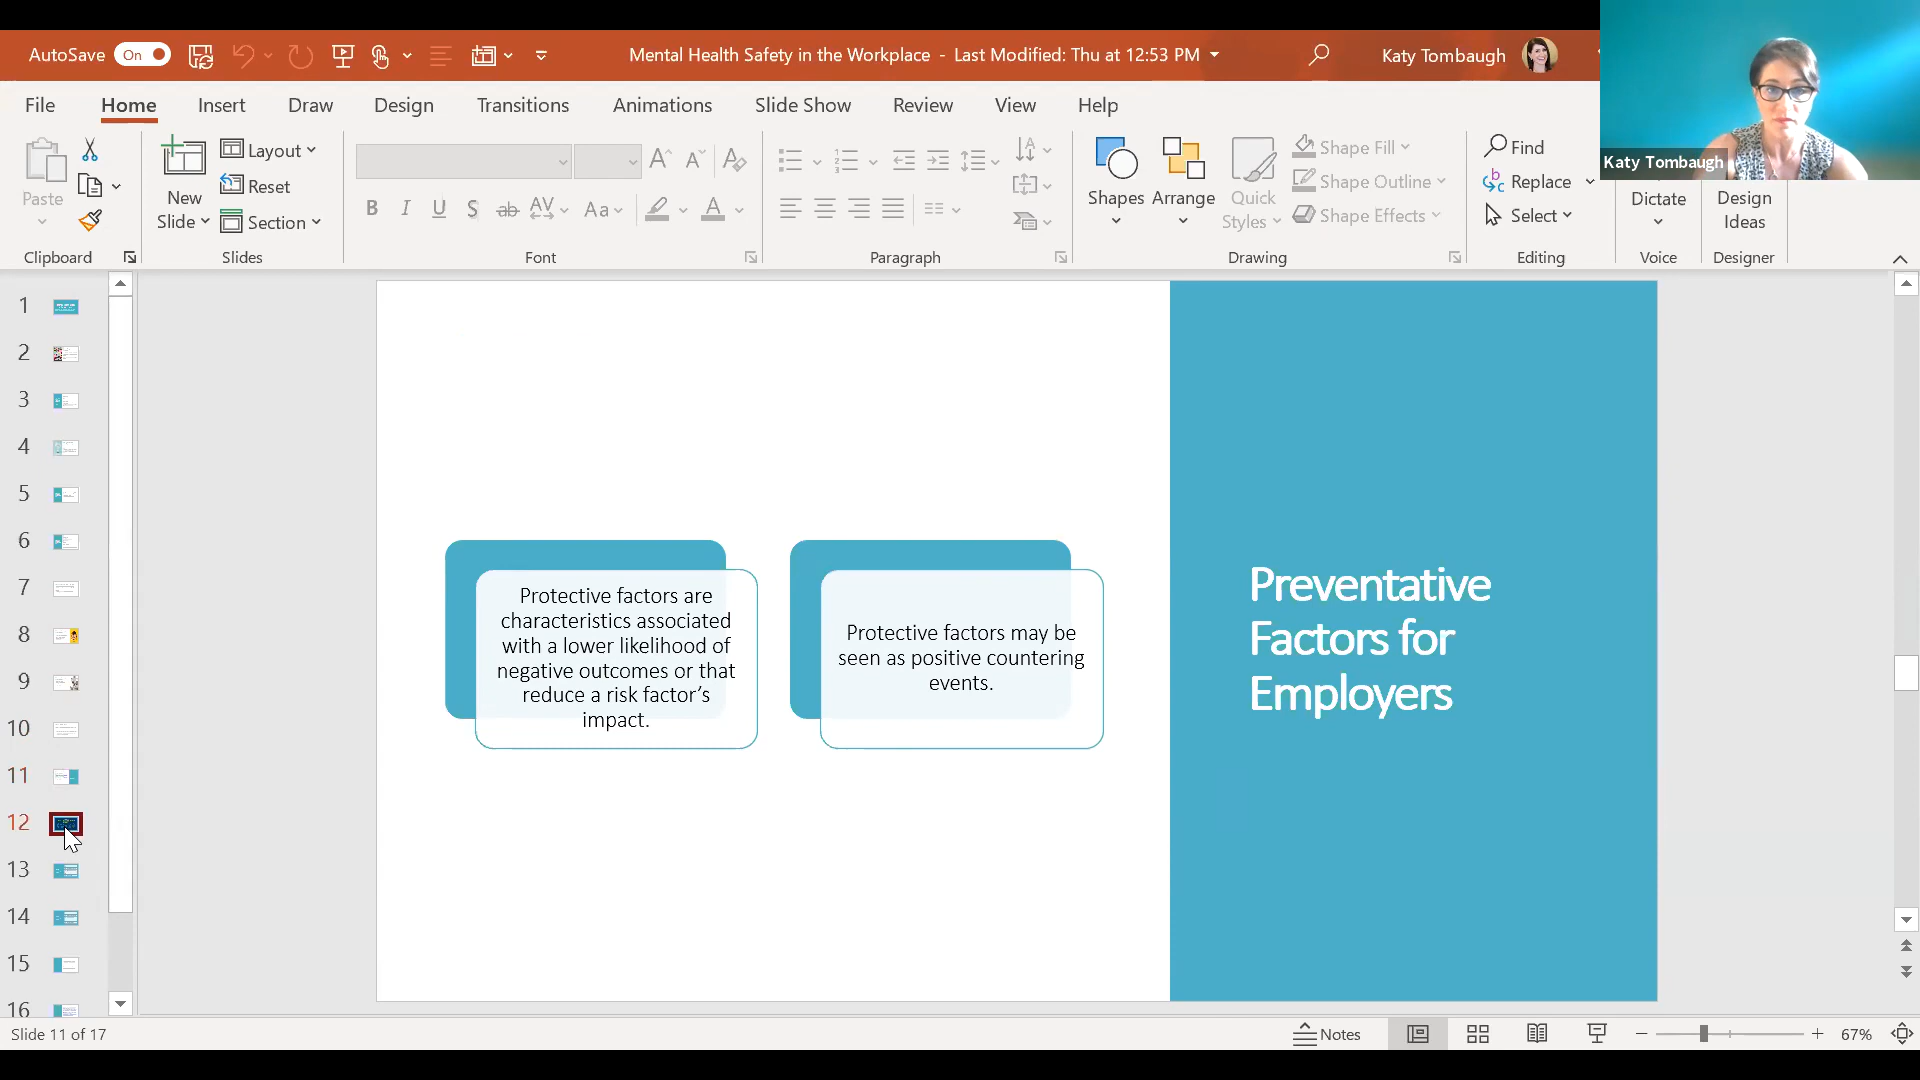 AutoSave On
Mental Health Safety in the Workplace - Last Modified: Thu at 12:53 PM
Katy Tombaugh
File Home Insert Draw Design Transitions Animations Slide Show Review View Help
Paste
New Slide
Layout
Reset
Section
B I U S ab AV Aa A
Shapes
Arrange
Quick Styles
Shape Fill
Shape Outline
Shape Effects
Find
Replace
Select
Dictate
Design Ideas
Katy Tombaugh
Clipboard Slides Font Paragraph Drawing Editing Voice Designer
1
2
3
4
5
6
7
8
9
10
11
12
13
14
15
16
Protective factors are
characteristics associated
with a lower likelihood of
negative outcomes or that
reduce a risk factor’s
impact.
Protective factors may be
seen as positive countering
events.
Preventative
Factors for
Employers
Slide 11 of 17
Notes
67%